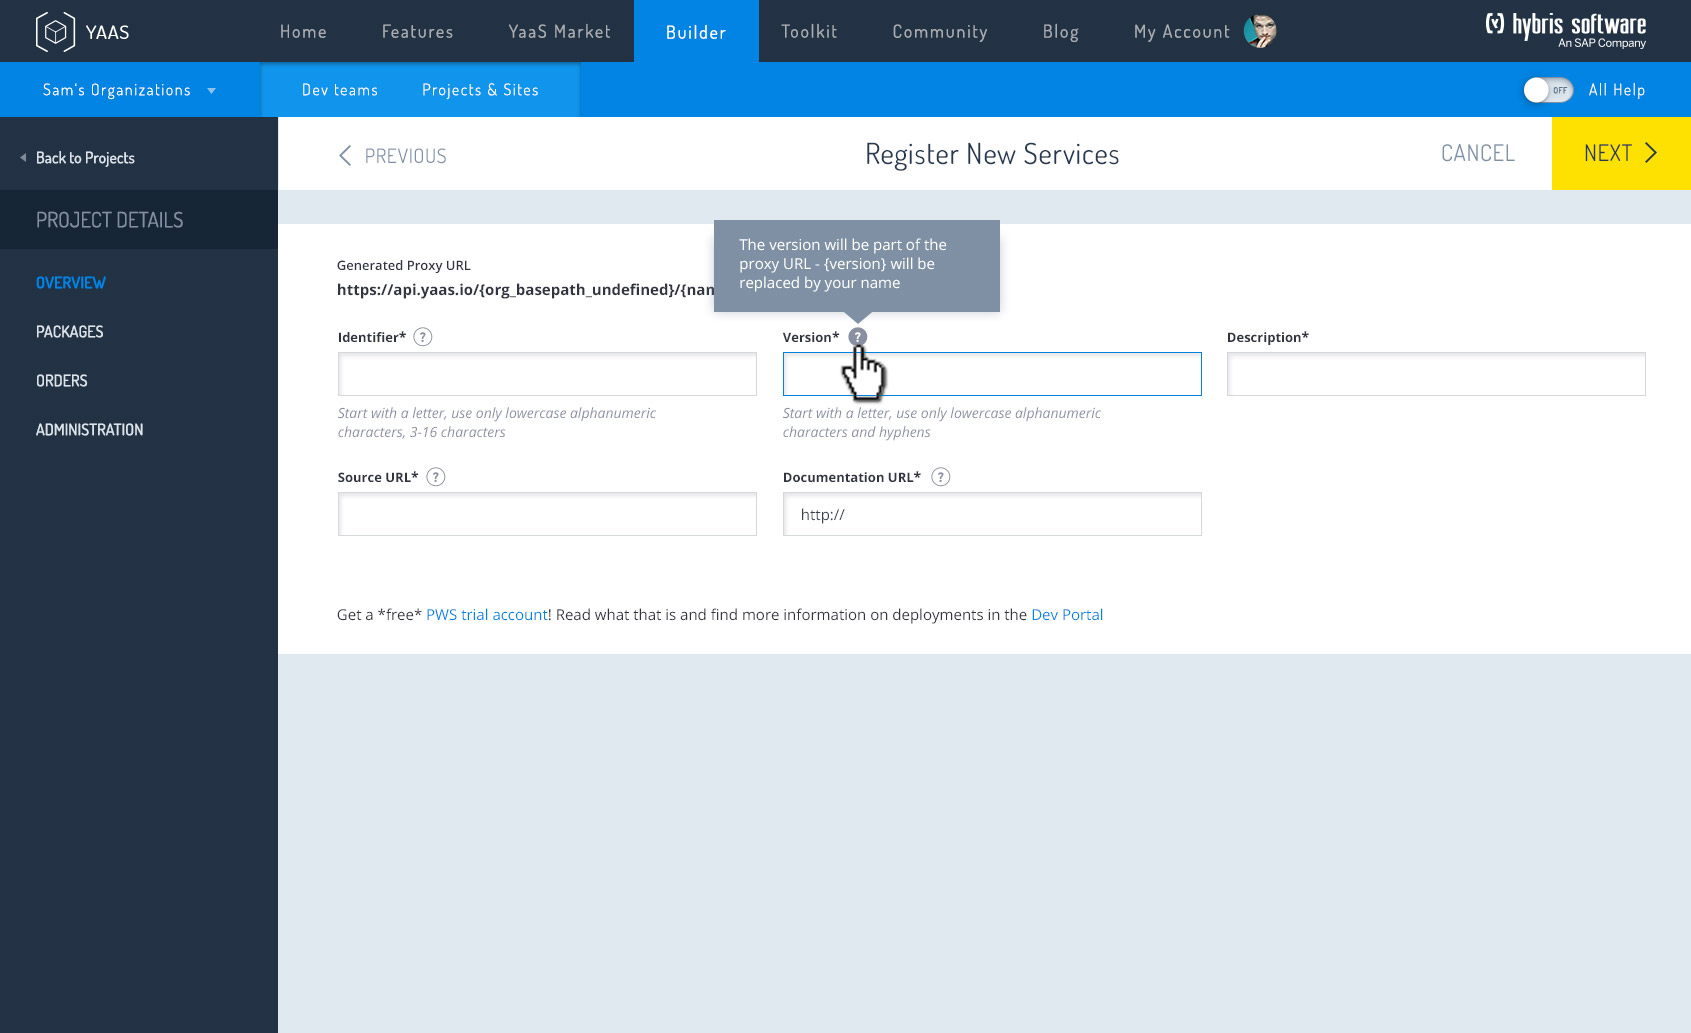 YAAS
Home
Features
YaaS Market
Builder
Toolkit
Community
Blog
My Account
hybris software
An SAP Company
Sam's Organizations
Dev teams
Projects & Sites
OFF
All Help
Back to Projects
PREVIOUS
Register New Services
CANCEL
NEXT
PROJECT DETAILS
OVERVIEW
PACKAGES
ORDERS
ADMINISTRATION
The version will be part of the
proxy URL - {version} will be
replaced by your name
Generated Proxy URL
https://api.yaas.io/{org_basepath_undefined}/{nam
Identifier* ?
Version* ?
Description*
Start with a letter, use only lowercase alphanumeric
characters, 3-16 characters
Start with a letter, use only lowercase alphanumeric
characters and hyphens
Source URL* ?
Documentation URL* ?
http://
Get a *free* PWS trial account! Read what that is and find more information on deployments in the Dev Portal